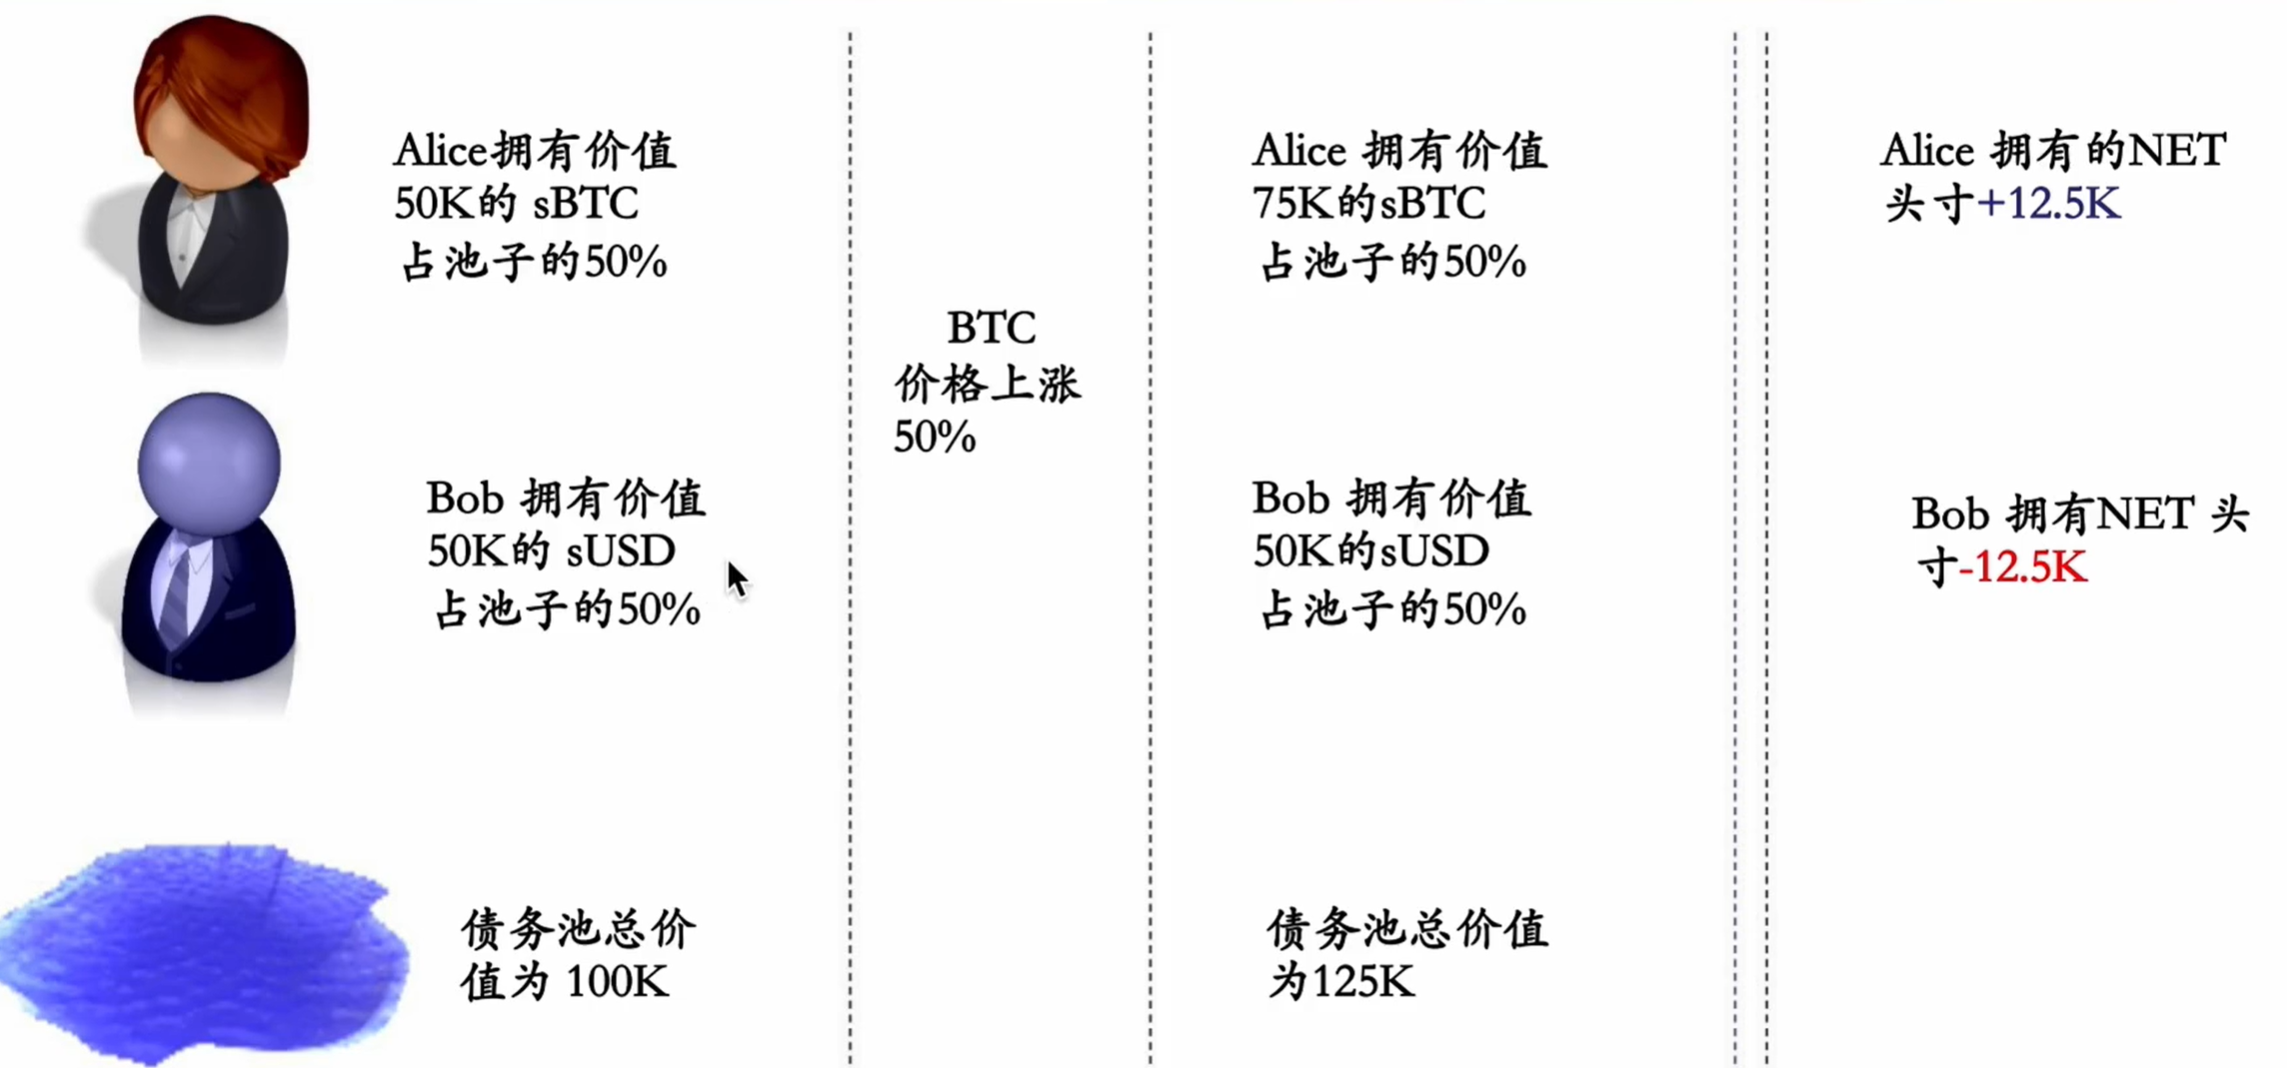 Alice拥有价值
50K的 sBTC
占池子的50%
Bob 拥有价值
50K的 sUSD
占池子的50%
债务池总价
值为 100K
BTC
价格上涨
50%
Alice 拥有价值
75K的sBTC
占池子的50%
Bob 拥有价值
50K的sUSD
占池子的50%
债务池总价值
为125K
Alice 拥有的NET
头寸+12.5K
Bob 拥有NET 头
寸-12.5K